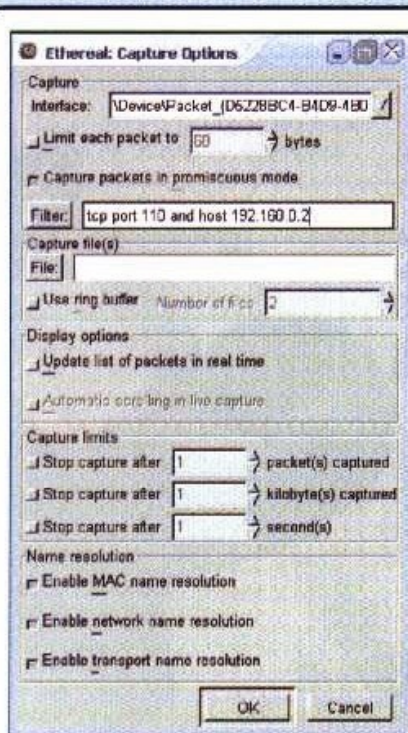 Ethereal: Capture Options
Capture
Interface: \Device\Packet_{D5228BC4-B4D9-4B0
Limit each packet to 60 bytes
Capture packets in promiscuous mode
Filter: tcp port 110 and host 192.160.0.2
Capture file(s)
File:
Use ring buffer Number of files 2
Display options
Update list of packets in real time
Automatic scrolling in live capture
Capture limits
Stop capture after 1 packet(s) captured
Stop capture after 1 kilobyte(s) captured
Stop capture after 1 second(s)
Name resolution
Enable MAC name resolution
Enable network name resolution
Enable transport name resolution
OK Cancel